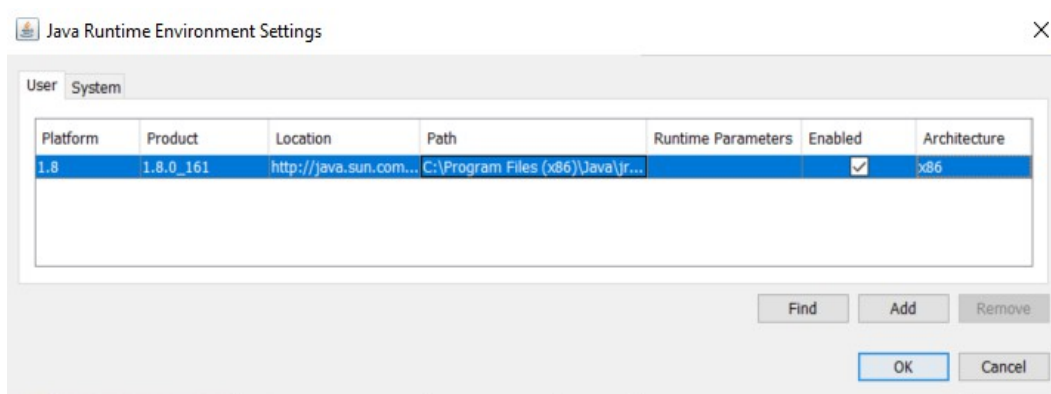 Java Runtime Environment Settings
User System
Platform Product Location Path Runtime Parameters Enabled Architecture
1.8 1.8.0_161 http://java.sun.com... C:\Program Files (x86)\Java\jr... x86
Find Add Remove
OK Cancel